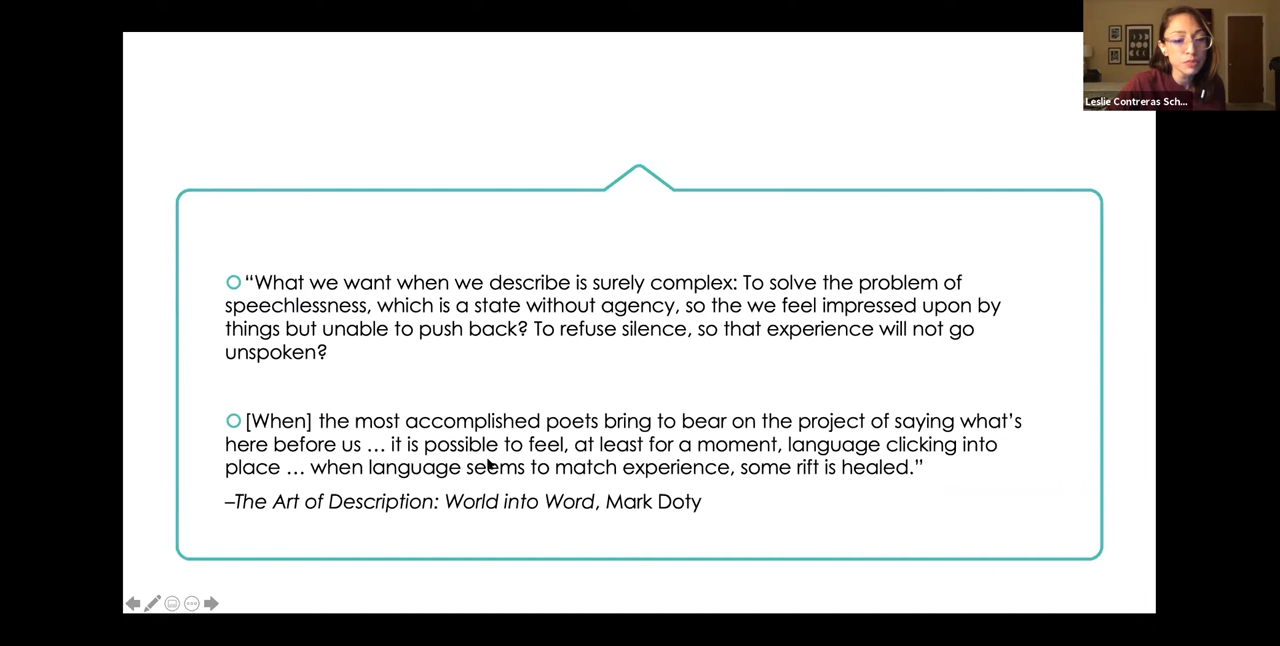 Leslie Contreras Sch...
“What we want when we describe is surely complex: To solve the problem of
speechlessness, which is a state without agency, so the we feel impressed upon by
things but unable to push back? To refuse silence, so that experience will not go
unspoken?
[When] the most accomplished poets bring to bear on the project of saying what’s
here before us … it is possible to feel, at least for a moment, language clicking into
place … when language seems to match experience, some rift is healed.”
–The Art of Description: World into Word, Mark Doty